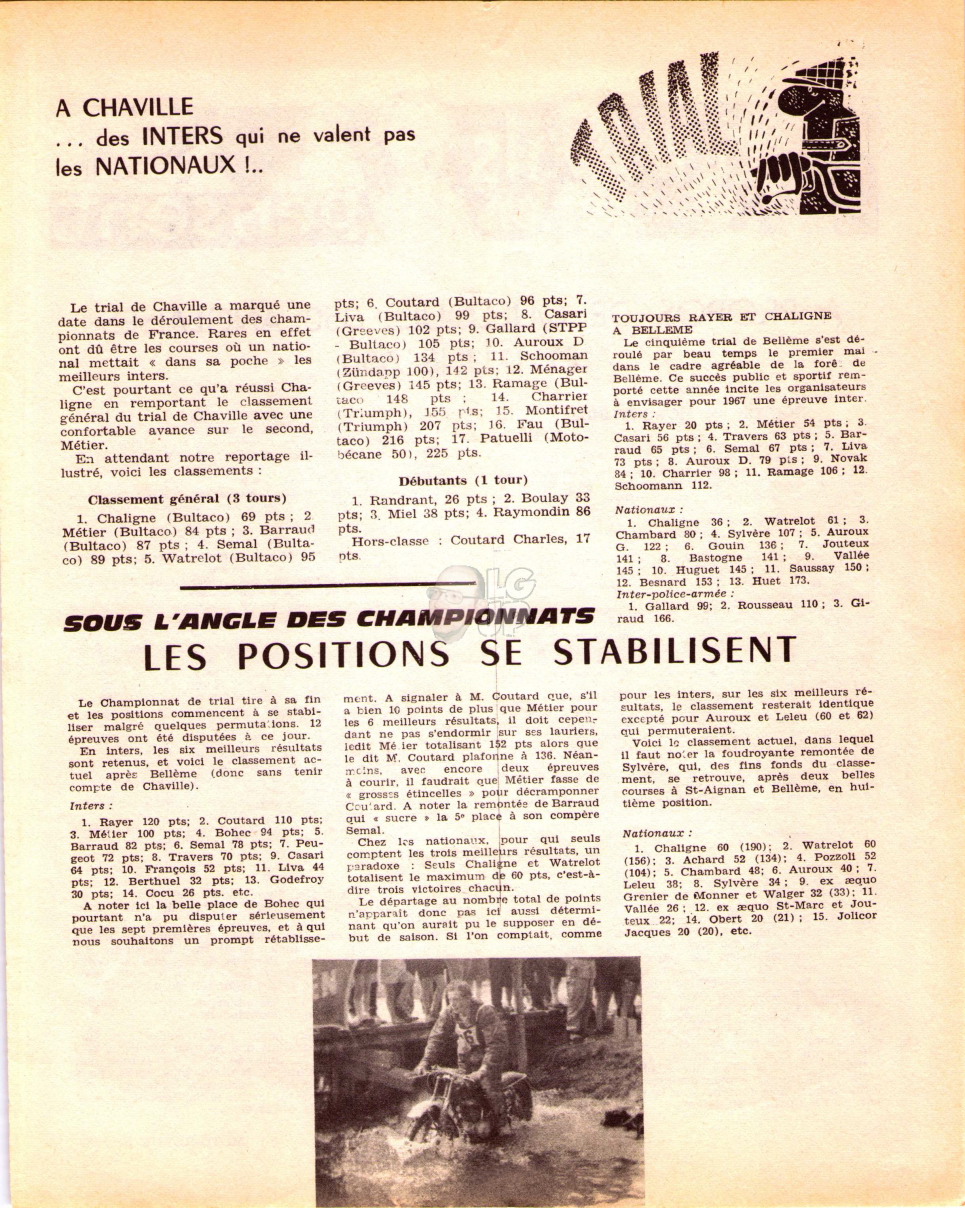 A CHAVILLE
... des INTERS qui ne valent pas
les NATIONAUX !..
TRIAL
Le trial de Chaville a marqué une
date dans le déroulement des cham-
pionnats de France. Rares en effet
ont dû être les courses où un natio-
nal mettait « dans sa poche » les
meilleurs inters.
C'est pourtant ce qu'a réussi Cha-
ligne en remportant le classement
général du trial de Chaville avec une
confortable avance sur le second,
Métier.
En attendant notre reportage il-
lustré, voici les classements :
Classement général (3 tours)
1. Chaligne (Bultaco) 69 pts ; 2
Métier (Bultaco) 84 pts ; 3. Barraud
(Bultaco) 87 pts ; 4. Semal (Bulta-
co) 89 pts; 5. Watrelot (Bultaco) 95
pts; 6. Coutard (Bultaco) 96 pts; 7.
Liva (Bultaco) 99 pts; 8. Casari
(Greeves) 102 pts; 9. Gallard (STPP
- Bultaco) 105 pts; 10. Auroux D
(Bultaco) 134 pts ; 11. Schooman
(Zündapp 100), 142 pts; 12. Ménager
(Greeves) 145 pts; 13. Ramage (Bul-
taco 148 pts ; 14. Charrier
(Triumph), 155 pts; 15. Montifret
(Triumph) 207 pts; 16. Fau (Bul-
taco) 216 pts; 17. Patuelli (Moto-
bécane 50), 225 pts.
Débutants (1 tour)
1. Randrant, 26 pts ; 2. Boulay 33
pts; 3. Miel 38 pts; 4. Raymondin 86
pts.
Hors-classe : Coutard Charles, 17
pts.
TOUJOURS RAYER ET CHALIGNE
A BELLEME
Le cinquième trial de Bellème s'est dé-
roulé par beau temps le premier mai
dans le cadre agréable de la forê. de
Bellème. Ce succès public et sportif rem-
porté cette année incite les organisateurs
à envisager pour 1967 une épreuve inter.
Inters :
1. Rayer 20 pts ; 2. Métier 54 pts ; 3.
Casari 56 pts ; 4. Travers 63 pts ; 5. Bar-
raud 65 pts ; 6. Semal 67 pts ; 7. Liva
73 pts ; 8. Auroux D. 79 pts ; 9. Novak
84 ; 10. Charrier 98 ; 11. Ramage 106 ; 12.
Schoomann 112.
Nationaux :
1. Chaligne 36 ; 2. Watrelot 61 ; 3.
Chambard 80 ; 4. Sylvère 107 ; 5. Auroux
G. 122 ; 6. Gouin 136 ; 7. Jouteux
141 ; 8. Bastogne 141 ; 9. Vallée
145 ; 10. Huguet 145 ; 11. Saussay 150 ;
12. Besnard 153 ; 13. Huet 173.
Inter-police-armée :
1. Gallard 99; 2. Rousseau 110 ; 3. Gi-
raud 166.
LG UP
SOUS L'ANGLE DES CHAMPIONNATS
LES POSITIONS SE STABILISENT
Le Championnat de trial tire à sa fin
et les positions commencent à se stabi-
liser malgré quelques permuta.ions. 12
épreuves ont été disputées à ce jour.
En inters, les six meilleurs résultats
sont retenus, et voici le classement ac-
tuel après Bellème (donc sans tenir
compte de Chaville).
Inters :
1. Rayer 120 pts; 2. Coutard 110 pts;
3. Métier 100 pts; 4. Bohec 94 pts; 5.
Barraud 82 pts; 6. Semal 78 pts; 7. Peu-
geot 72 pts; 8. Travers 70 pts; 9. Casari
64 pts; 10. François 52 pts; 11. Liva 44
pts; 12. Berthuel 32 pts; 13. Godefroy
30 pts; 14. Cocu 26 pts. etc.
A noter ici la belle place de Bohec qui
pourtant n'a pu disputer sérieusement
que les sept premières épreuves, et à qui
nous souhaitons un prompt rétablisse-
ment. A signaler à M. Coutard que, s'il
a bien 10 points de plus que Métier pour
les 6 meilleurs résultats, il doit cepen-
dant ne pas s'endormir sur ses lauriers,
ledit Mé ier totalisant 152 pts alors que
le dit M. Coutard plafonne à 136. Néan-
moins, avec encore deux épreuves
à courir, il faudrait que Métier fasse de
« grosses étincelles » pour décramponner
Coutard. A noter la remontée de Barraud
qui « sucre » la 5e place à son compère
Semal.
Chez les nationaux, pour qui seuls
comptent les trois meilleurs résultats, un
paradoxe : Seuls Chaligne et Watrelot
totalisent le maximum de 60 pts, c'est-à-
dire trois victoires chacun.
Le départage au nombre total de points
n'apparaît donc pas ici aussi détermi-
nant qu'on aurait pu le supposer en dé-
but de saison. Si l'on comptait, comme
pour les inters, sur les six meilleurs ré-
sultats, le classement resterait identique
excepté pour Auroux et Leleu (60 et 62)
qui permuteraient.
Voici le classement actuel, dans lequel
il faut noter la foudroyante remontée de
Sylvère, qui, des fins fonds du classe-
ment, se retrouve, après deux belles
courses à St-Aignan et Bellème, en hui-
tième position.
Nationaux :
1. Chaligne 60 (190); 2. Watrelot 60
(156); 3. Achard 52 (134); 4. Pozzoli 52
(104); 5. Chambard 48; 6. Auroux 40 ; 7.
Leleu 38; 8. Sylvère 34 ; 9. ex æquo
Grenier de Monner et Walger 32 (33); 11.
Vallée 26 ; 12. ex æquo St-Marc et Jou-
teux 22; 14. Obert 20 (21) ; 15. Jolicor
Jacques 20 (20), etc.
6